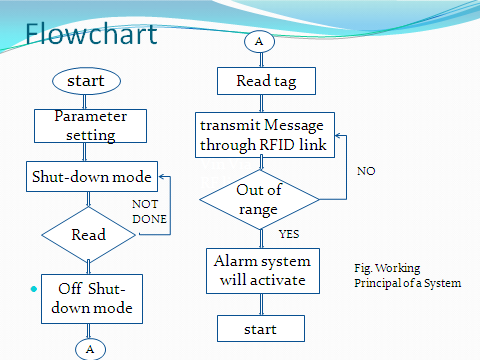 Flowchart
start
Parameter
setting
Shut-down mode
NOT
DONE
Read
Off Shut-
down mode
A
A
Read tag
transmit Message
through RFID link
NO
Out of
range
YES
Alarm system
will activate
start
Fig. Working
Principal of a System